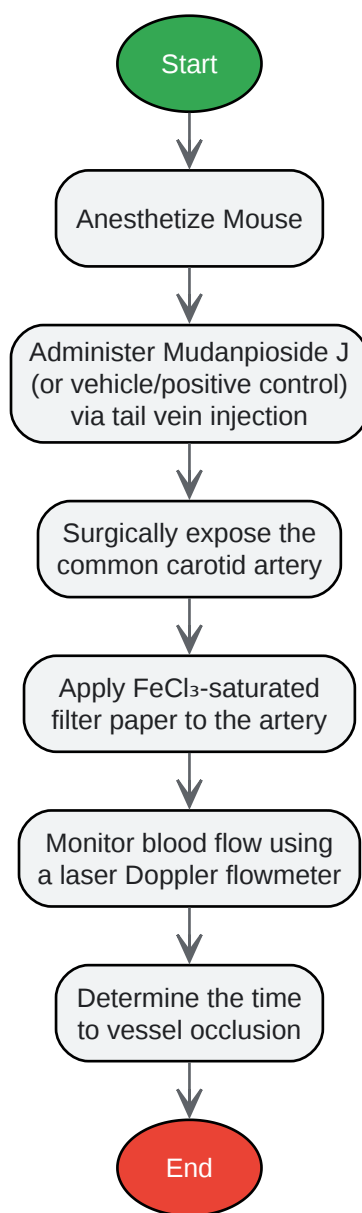 Start
Anesthetize Mouse
Administer Mudanpioside J
(or vehicle/positive control)
via tail vein injection
Surgically expose the
common carotid artery
Apply FeCl₃-saturated
filter paper to the artery
Monitor blood flow using
a laser Doppler flowmeter
Determine the time
to vessel occlusion
End